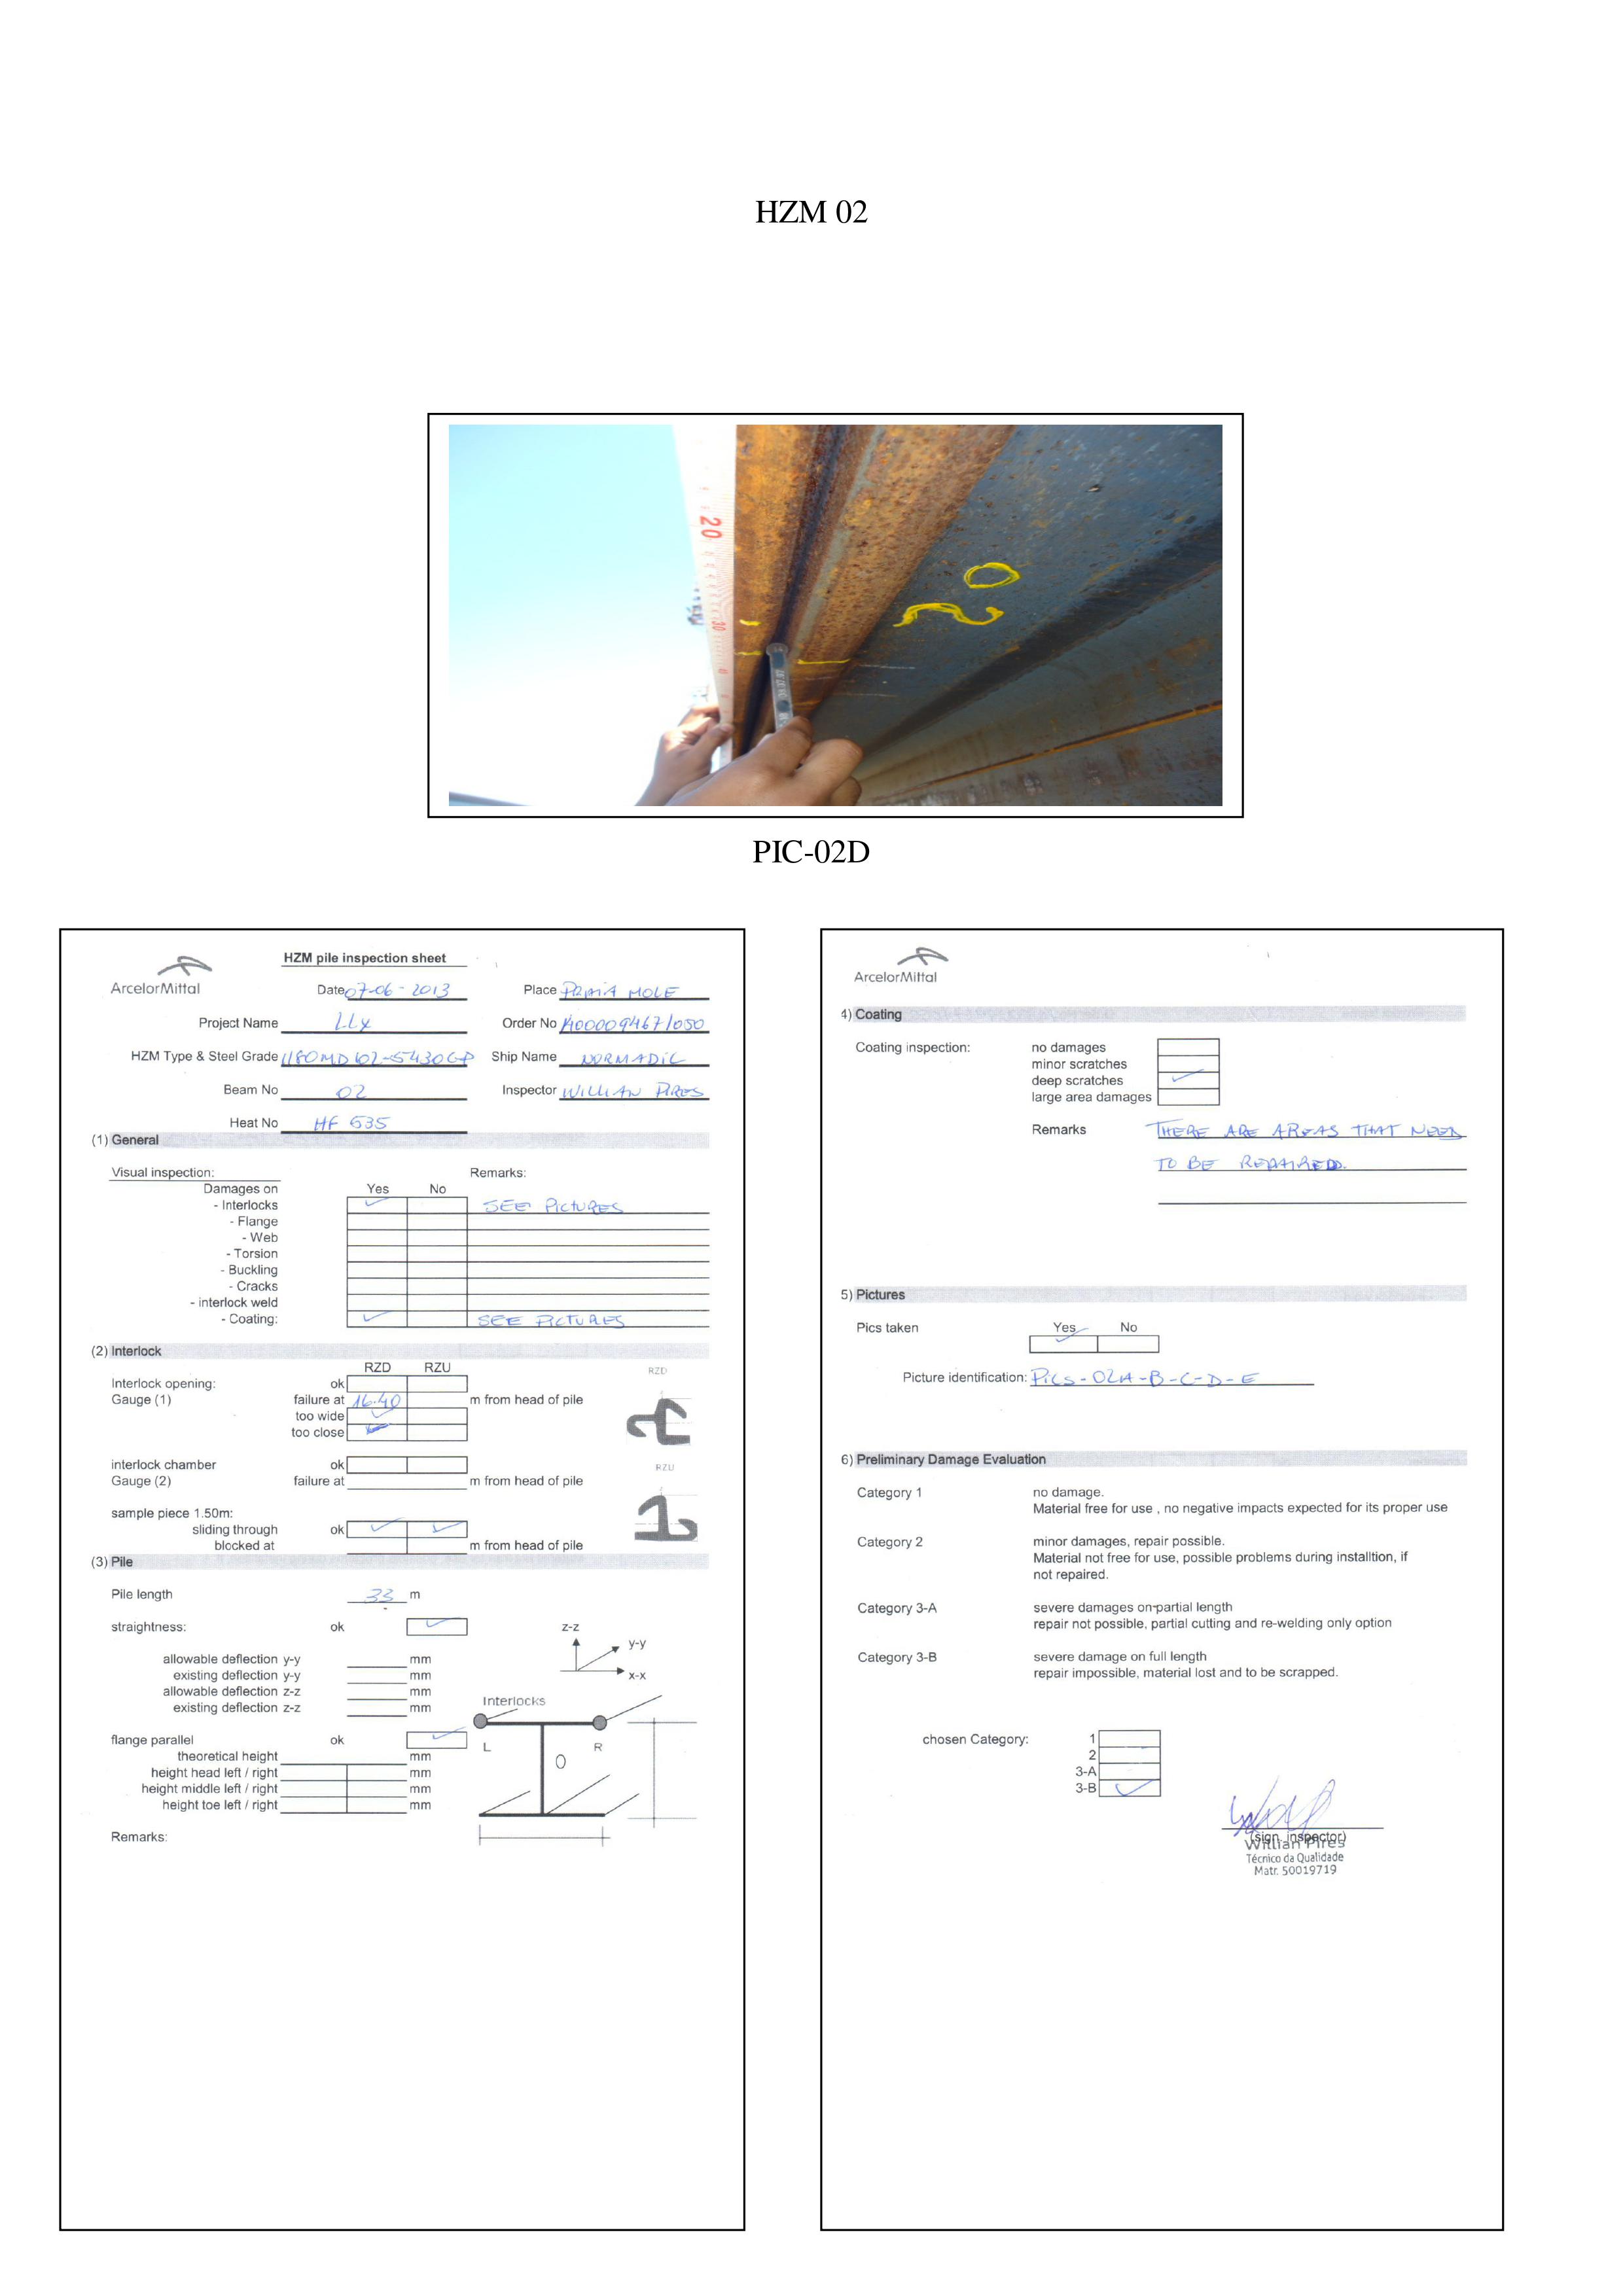 HZM 02
20
30
02
PIC-02D
ArcelorMittal
HZM pile inspection sheet
Date 07-06-2013
Place PRAIA MOLE
Project Name LLX
Order No
HZM Type & Steel Grade 1180MD
Ship Name NORMADIC
Beam No 02
Inspector WILLIAN PIRES
Heat No HF 535
(1) General
Visual inspection:
Remarks:
Damages on Yes No
- Interlocks SEE PICTURES
- Flange
- Web
- Torsion
- Buckling
- Cracks
- interlock weld
- Coating: SEE PICTURES
(2) Interlock
RZD RZU
RZD
Interlock opening: ok
Gauge (1) failure at 16.40 m from head of pile
too wide
too close
interlock chamber ok
RZU
Gauge (2) failure at m from head of pile
sample piece 1.50m:
sliding through ok
blocked at m from head of pile
(3) Pile
Pile length 33 m
straightness: ok
z-z
y-y
x-x
allowable deflection y-y mm
existing deflection y-y mm
allowable deflection z-z mm
existing deflection z-z mm
Interlocks
flange parallel ok
L R
theoretical height mm
height head left / right mm
height middle left / right mm
height toe left / right mm
Remarks:
ArcelorMittal
4) Coating
Coating inspection: no damages
minor scratches
deep scratches
large area damages
Remarks THERE ARE AREAS THAT NEED
TO BE REPAIRED.
5) Pictures
Pics taken Yes No
Picture identification: PICS-02A-B-C-D-E
6) Preliminary Damage Evaluation
Category 1 no damage.
Material free for use , no negative impacts expected for its proper use
Category 2 minor damages, repair possible.
Material not free for use, possible problems during installtion, if
not repaired.
Category 3-A severe damages on-partial length
repair not possible, partial cutting and re-welding only option
Category 3-B severe damage on full length
repair impossible, material lost and to be scrapped.
chosen Category: 1
2
3-A
3-B
(sign inspector)
Willian Pires
Técnico da Qualidade
Matr. 50019719